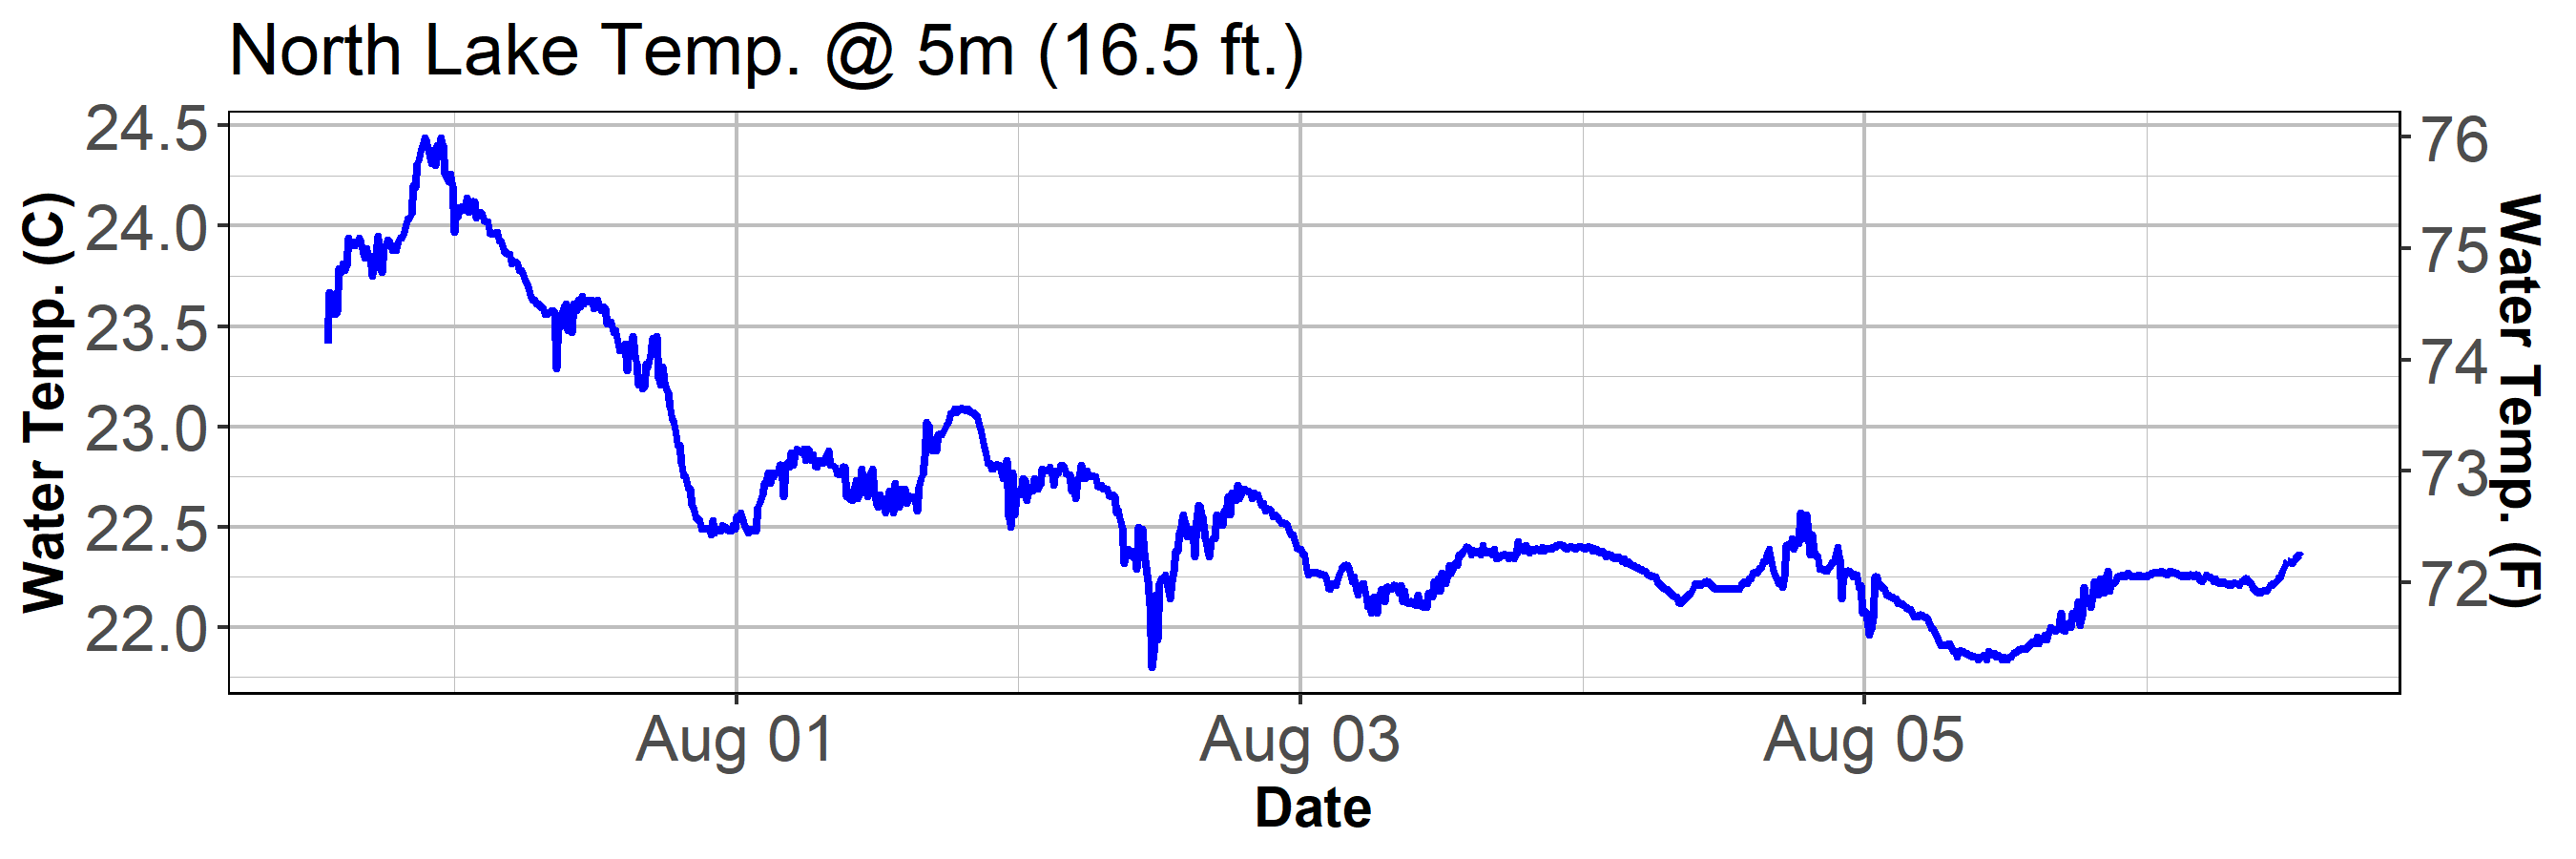 North Lake Temp. @ 5m (16.5 ft.)
Water Temp. (C)
24.5
24.0
23.5
23.0
22.5
22.0
76
75
74
73
72
Water Temp. (F)
Aug 01 Aug 03 Aug 05
Date